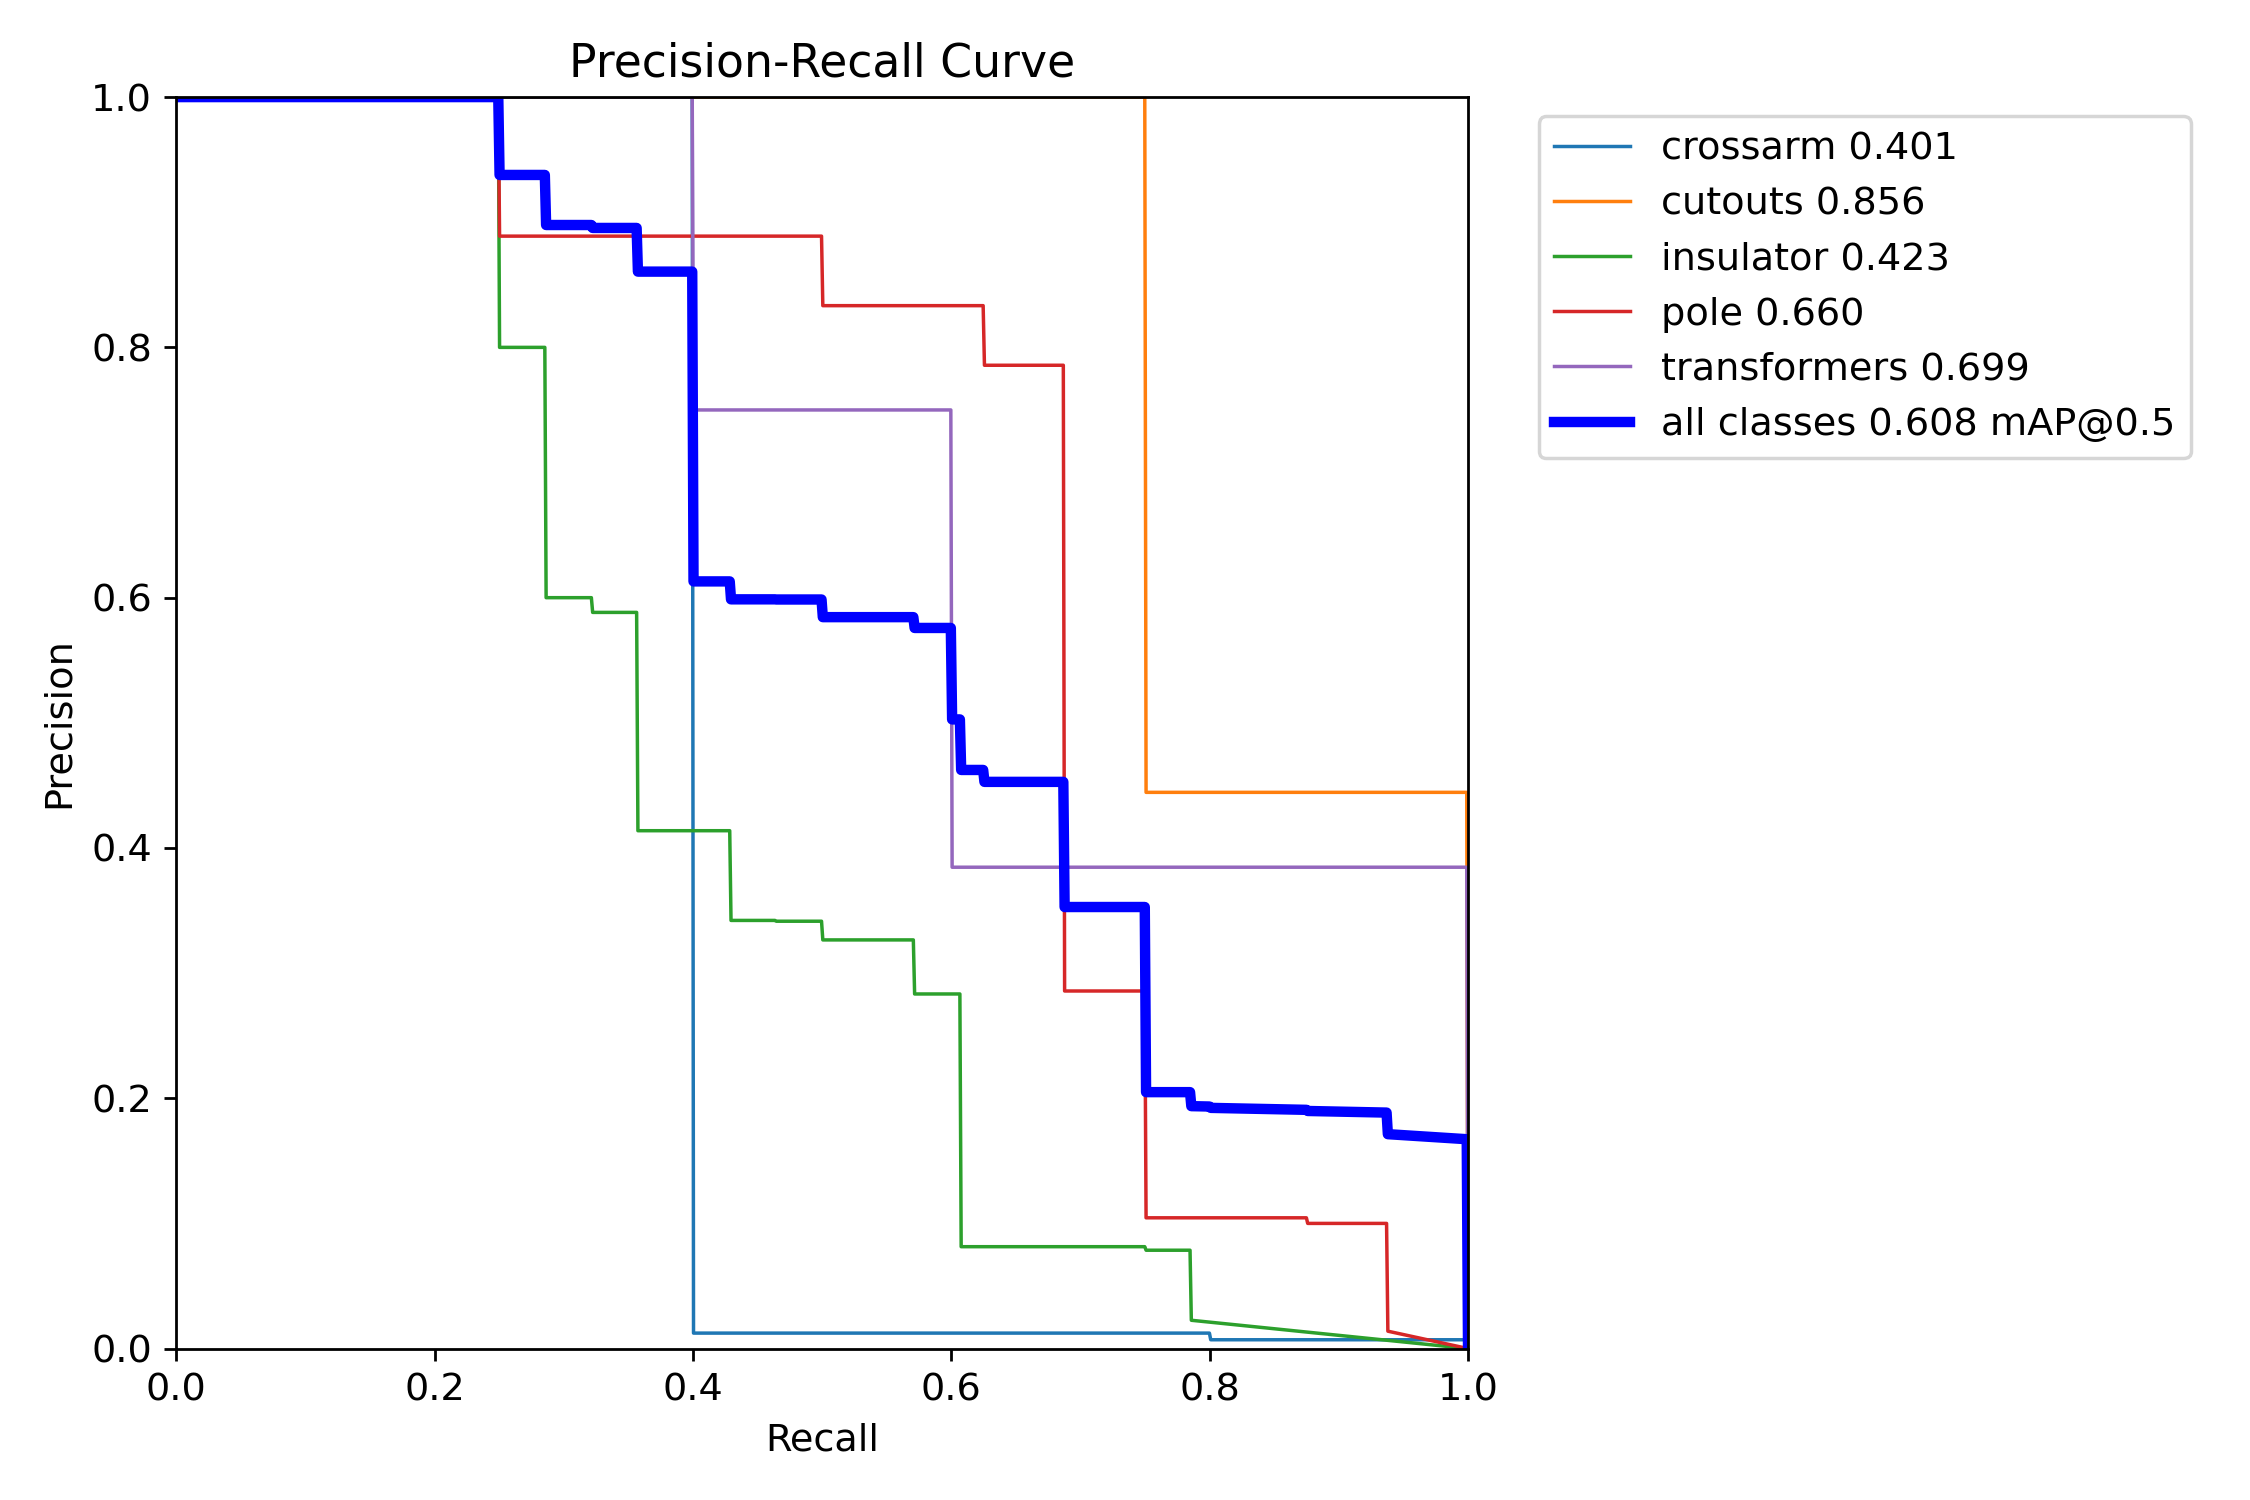 Precision-Recall Curve
1.0
0.8
0.6
0.4
0.2
0.0
Precision
0.0 0.2 0.4 0.6 0.8 1.0
Recall
crossarm 0.401
cutouts 0.856
insulator 0.423
pole 0.660
transformers 0.699
all classes 0.608 mAP@0.5